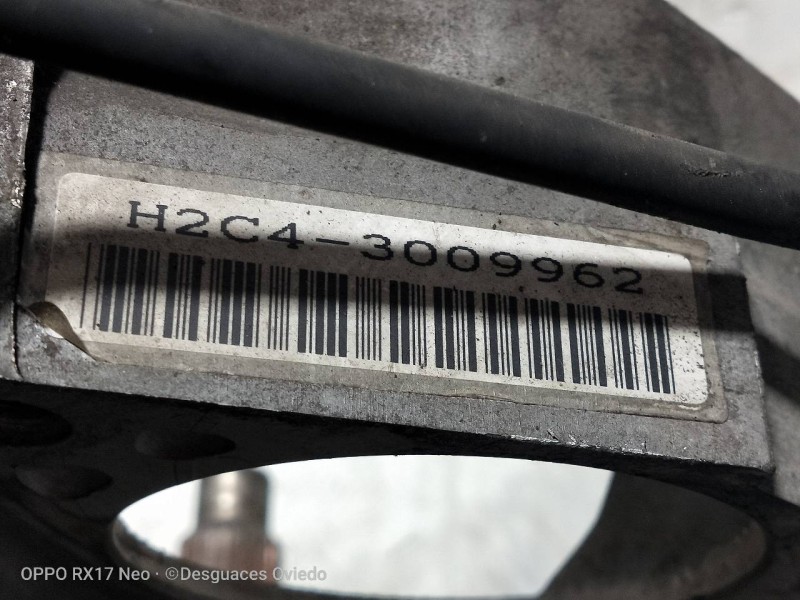 H2C4-3009962
OPPO RX17 Neo · ©Desguaces Oviedo